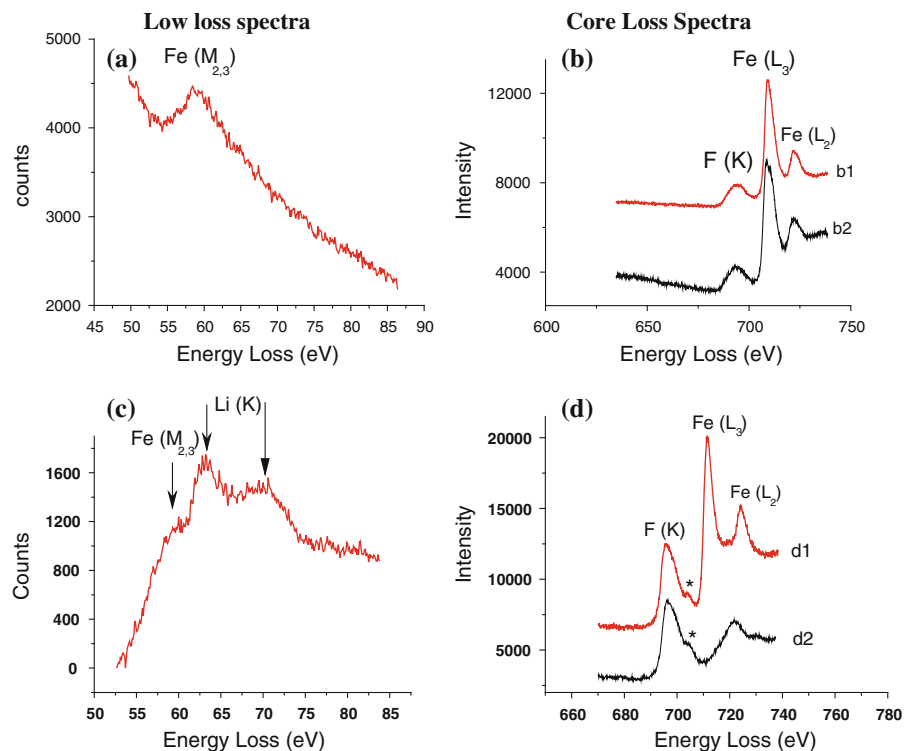 Low loss spectra
Core Loss Spectra
(a)
Fe (M2,3)
5000
4000
3000
2000
counts
45 50 55 60 65 70 75 80 85 90
Energy Loss (eV)
(b)
Fe (L3)
Fe (L2)
F (K)
b1
b2
12000
8000
4000
Intensity
600 650 700 750
Energy Loss (eV)
(c)
Li (K)
Fe (M2,3)
1600
1200
800
400
0
Counts
50 55 60 65 70 75 80 85
Energy Loss (eV)
(d)
Fe (L3)
Fe (L2)
F (K)
*
d1
*
d2
20000
15000
10000
5000
Intensity
660 680 700 720 740 760 780
Energy Loss (eV)